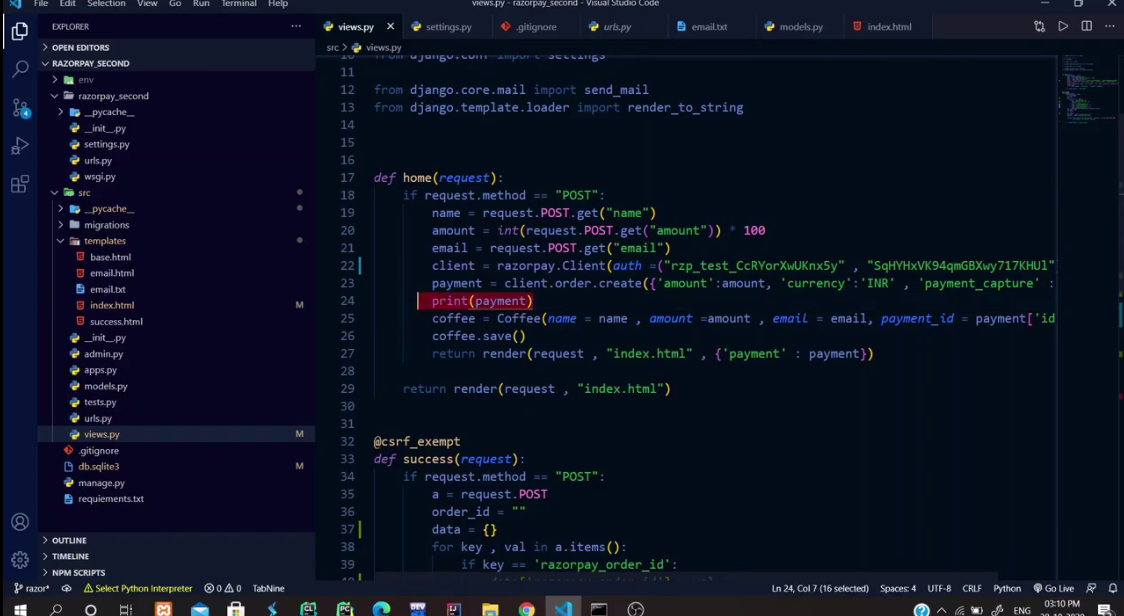 File Edit Selection View Go Run Terminal Help
views.py - razorpay_second - Visual Studio Code
EXPLORER
views.py
settings.py
.gitignore
urls.py
email.txt
models.py
index.html
OPEN EDITORS
RAZORPAY_SECOND
env
razorpay_second
__pycache__
__init__.py
settings.py
urls.py
wsgi.py
src
__pycache__
migrations
templates
base.html
email.html
email.txt
index.html M
success.html
__init__.py
admin.py
apps.py
models.py
tests.py
urls.py
views.py M
.gitignore
db.sqlite3 M
manage.py
requiements.txt
OUTLINE
TIMELINE
NPM SCRIPTS
4
src > views.py
10 from django.conf import settings
11
12 from django.core.mail import send_mail
13 from django.template.loader import render_to_string
14
15
16
17 def home(request):
18 if request.method == "POST":
19 name = request.POST.get("name")
20 amount = int(request.POST.get("amount")) * 100
21 email = request.POST.get("email")
22 client = razorpay.Client(auth =("rzp_test_CcRYorXwUKnx5y" , "SqHYHxVK94qmGBXwy717KHUl"
23 payment = client.order.create({'amount':amount, 'currency':'INR' , 'payment_capture' :
24 print(payment)
25 coffee = Coffee(name = name , amount =amount , email = email, payment_id = payment['id
26 coffee.save()
27 return render(request , "index.html" , {'payment' : payment})
28
29 return render(request , "index.html")
30
31
32 @csrf_exempt
33 def success(request):
34 if request.method == "POST":
35 a = request.POST
36 order_id = ""
37 data = {}
38 for key , val in a.items():
39 if key == 'razorpay_order_id':
razor* Select Python Interpreter 0 0 TabNine
Ln 24, Col 7 (16 selected) Spaces: 4 UTF-8 CRLF Python Go Live
ENG 03:10 PM